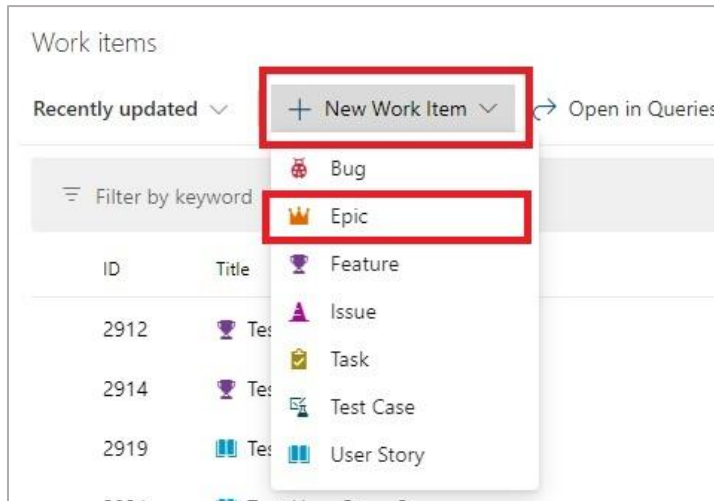 Work items
Recently updated
New Work Item
Open in Queries
Filter by keyword
Bug
Epic
ID
Title
Feature
Issue
2912
Task
2914
Test Case
2919
User Story